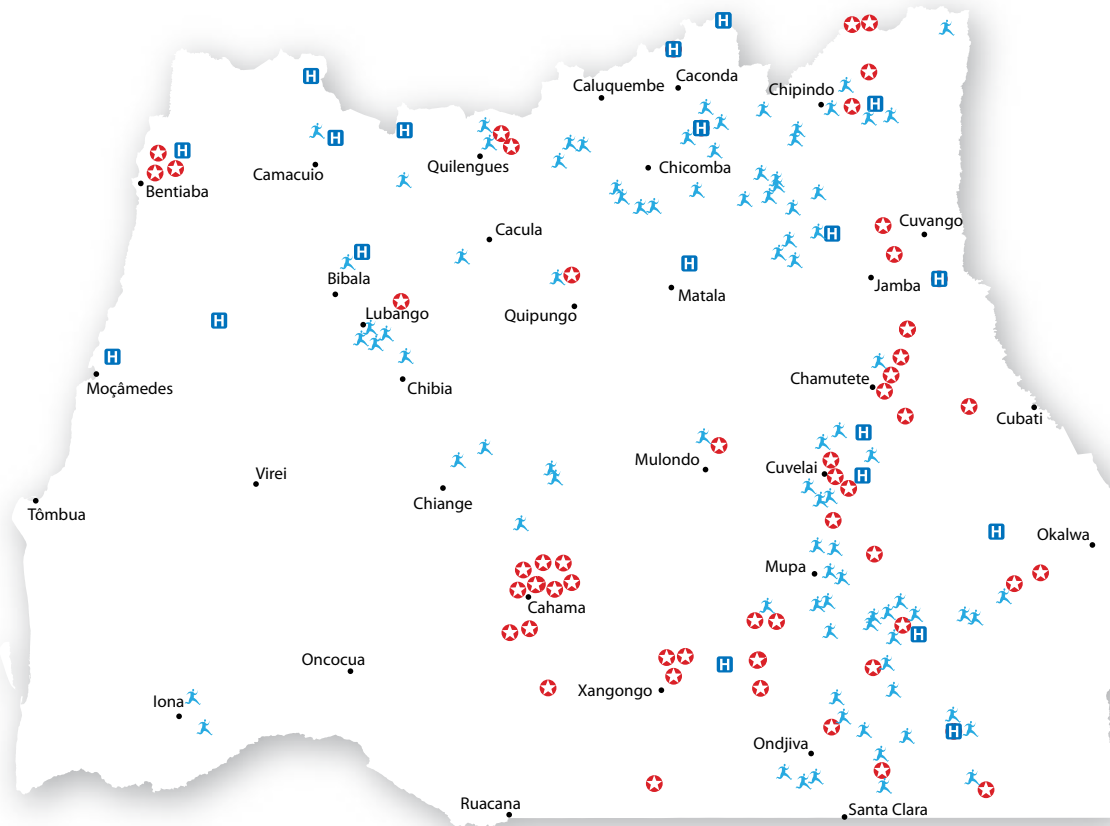 H
H
Caconda
Caluquembe
Chipindo
H
H
H
H
H
H
Camacuio
Quilengues
Chicomba
Bentiaba
Cuvango
Cacula
H
H
H
Bibala
Matala
Jamba
H
Lubango
Quipungo
H
H
Moçâmedes
Chibia
Chamutete
Cubati
H
Mulondo
Cuvelai
H
Virei
Chiange
Tômbua
H
Okalwa
Mupa
Cahama
H
Oncocua
H
Xangongo
Iona
H
Ondjiva
Ruacana
Santa Clara